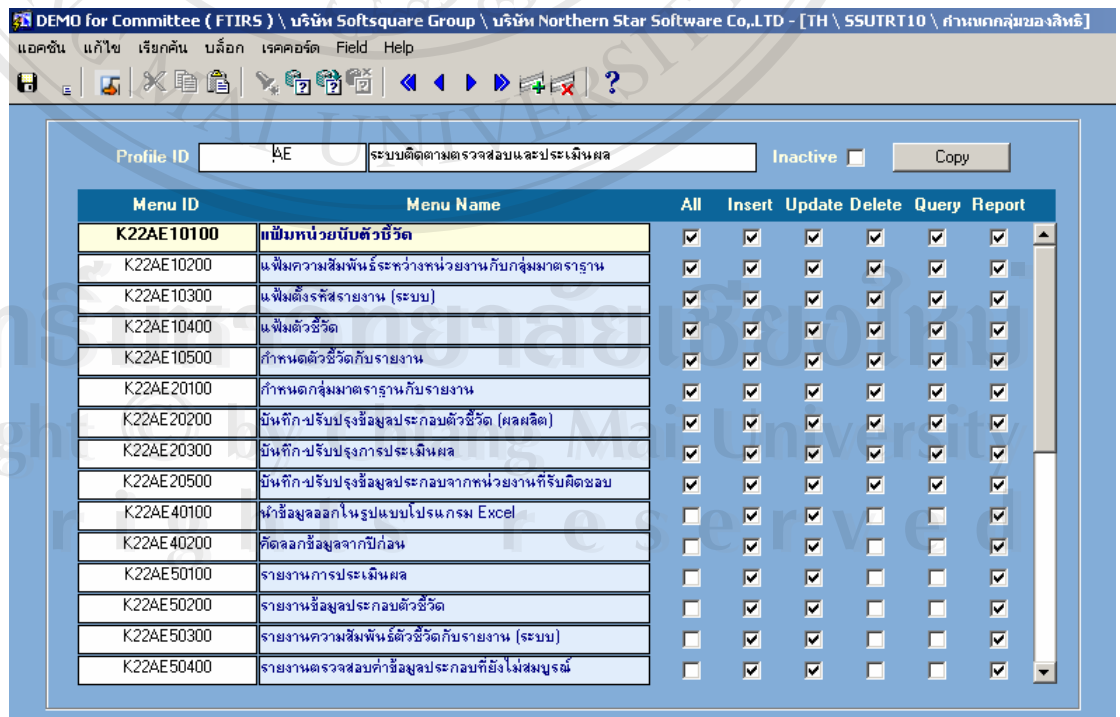 DEMO for Committee ( FTIRS ) \ บริษัท Softsquare Group \ บริษัท Northern Star Software Co,.LTD - [TH \ SSUTRT10 \ กำหนดกลุ่มของสิทธิ์]
แอคชัน แก้ไข เรียกค้น บล็อก เรคคอร์ด Field Help
Profile ID AE ระบบติดตามตรวจสอบและประเมินผล Inactive Copy
Menu ID Menu Name All Insert Update Delete Query Report
K22AE10100 แฟ้มหน่วยนับตัวชี้วัด
K22AE10200 แฟ้มความสัมพันธ์ระหว่างหน่วยงานกับกลุ่มมาตราฐาน
K22AE10300 แฟ้มตั้งรหัสรายงาน (ระบบ)
K22AE10400 แฟ้มตัวชี้วัด
K22AE10500 กำหนดตัวชี้วัดกับรายงาน
K22AE20100 กำหนดกลุ่มมาตราฐานกับรายงาน
K22AE20200 บันทึก-ปรับปรุงข้อมูลประกอบตัวชี้วัด (ผลผลิต)
K22AE20300 บันทึก-ปรับปรุงการประเมินผล
K22AE20500 บันทึก-ปรับปรุงข้อมูลประกอบจากหน่วยงานที่รับผิดชอบ
K22AE40100 นำข้อมูลออกในรูปแบบโปรแกรม Excel
K22AE40200 คัดลอกข้อมูลจากปีก่อน
K22AE50100 รายงานการประเมินผล
K22AE50200 รายงานข้อมูลประกอบตัวชี้วัด
K22AE50300 รายงานความสัมพันธ์ตัวชี้วัดกับรายงาน (ระบบ)
K22AE50400 รายงานตรวจสอบค่าข้อมูลประกอบที่ยังไม่สมบูรณ์